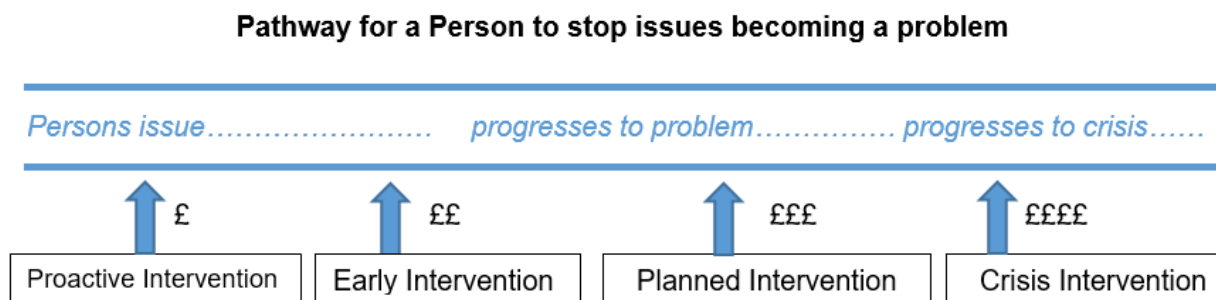 Pathway for a Person to stop issues becoming a problem
Persons issue........................ progresses to problem............... progresses to crisis......
£ ££ £££ ££££
Proactive Intervention Early Intervention Planned Intervention Crisis Intervention